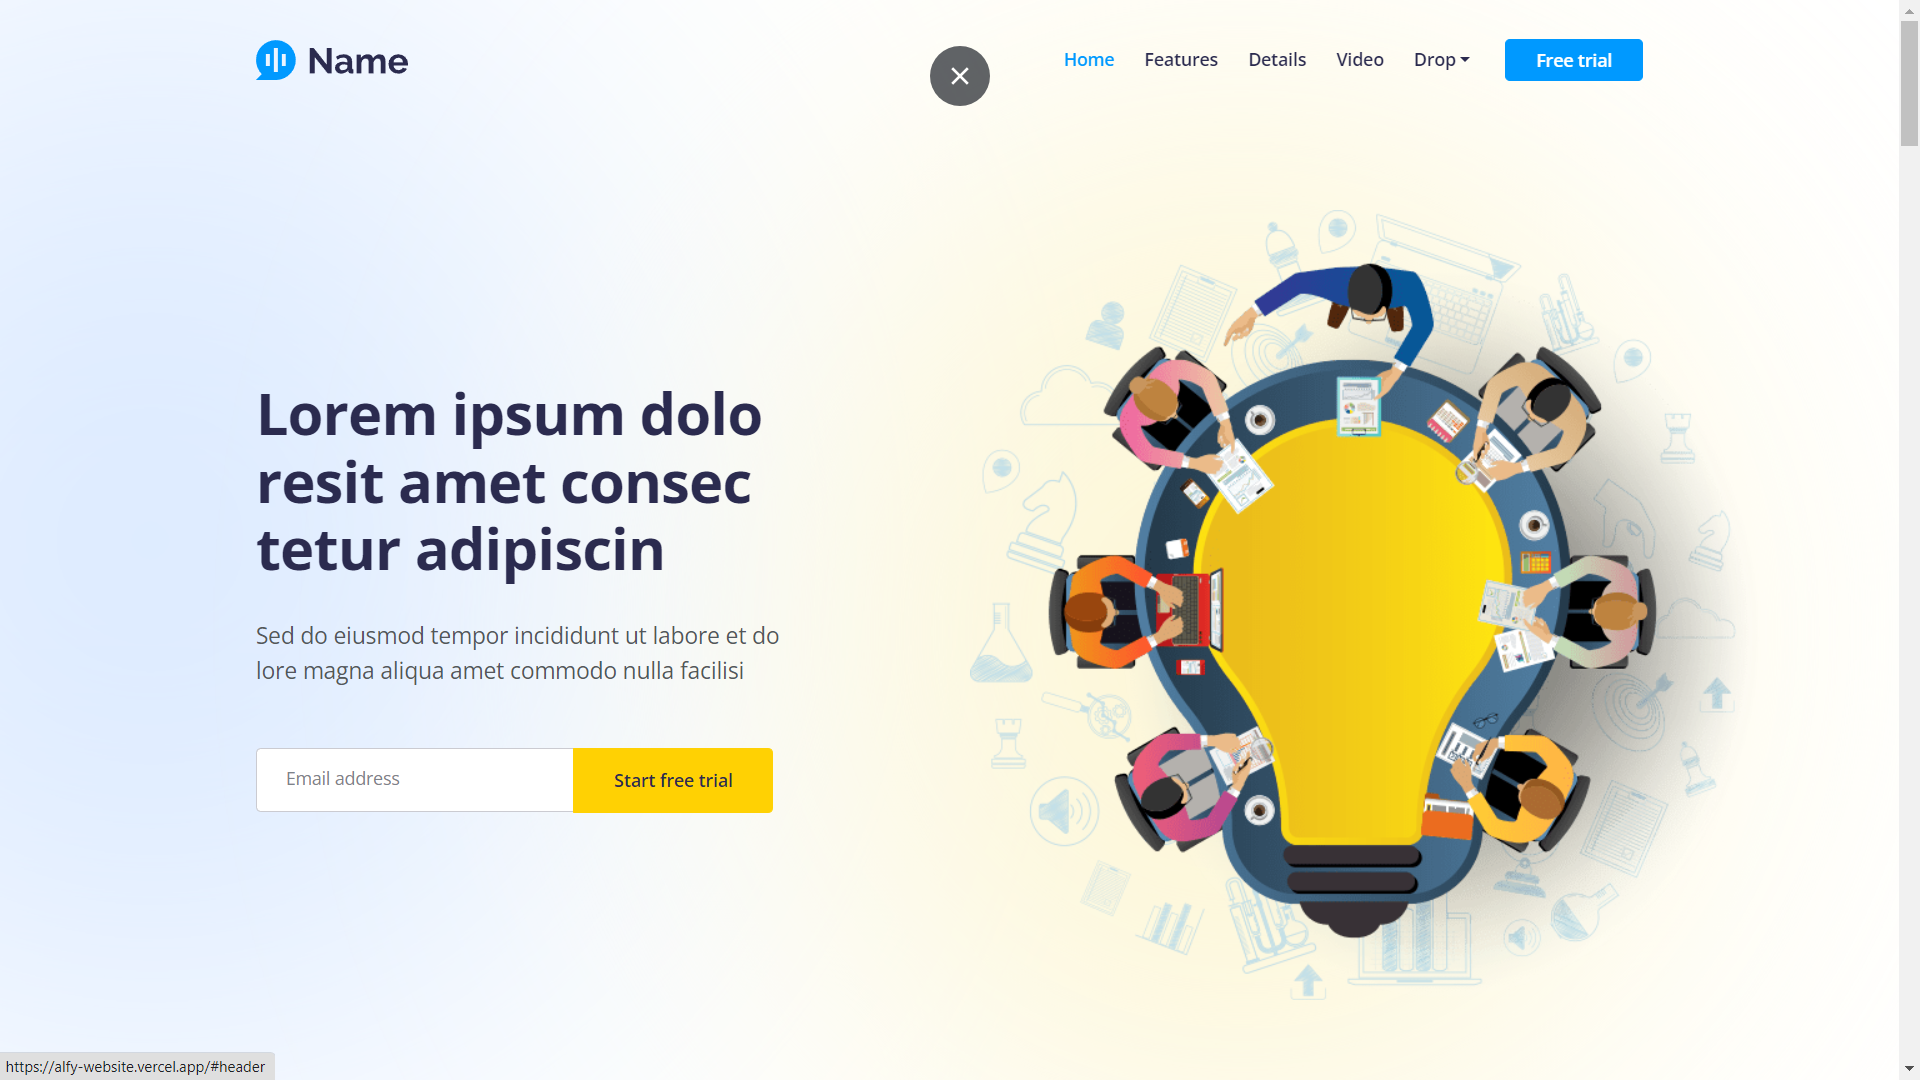 Name
Home Features Details Video Drop Free trial
Lorem ipsum dolo
resit amet consec
tetur adipiscin
Sed do eiusmod tempor incididunt ut labore et do
lore magna aliqua amet commodo nulla facilisi
Email address Start free trial
https://alfy-website.vercel.app/#header